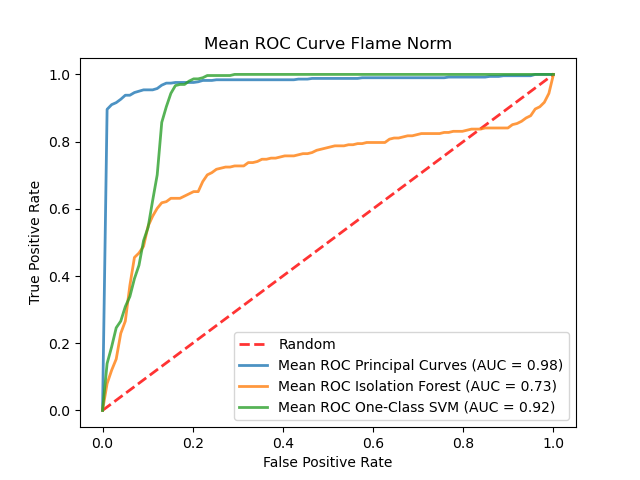 Mean ROC Curve Flame Norm
True Positive Rate
1.0
0.8
0.6
0.4
0.2
0.0
Random
Mean ROC Principal Curves (AUC = 0.98)
Mean ROC Isolation Forest (AUC = 0.73)
Mean ROC One-Class SVM (AUC = 0.92)
0.0 0.2 0.4 0.6 0.8 1.0
False Positive Rate